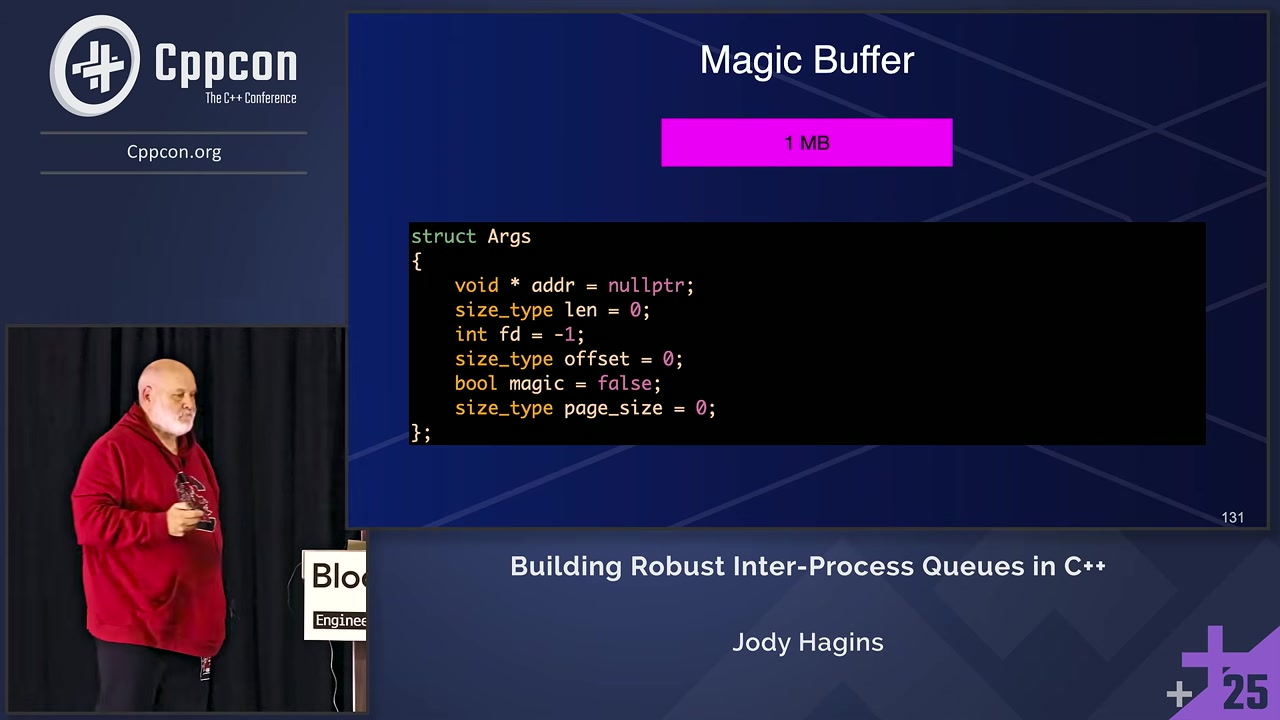 Cppcon
The C++ Conference
Cppcon.org
Magic Buffer
1 MB
struct Args
{
    void * addr = nullptr;
    size_type len = 0;
    int fd = -1;
    size_type offset = 0;
    bool magic = false;
    size_type page_size = 0;
};
131
Bloo
Enginee
Building Robust Inter-Process Queues in C++
Jody Hagins
25